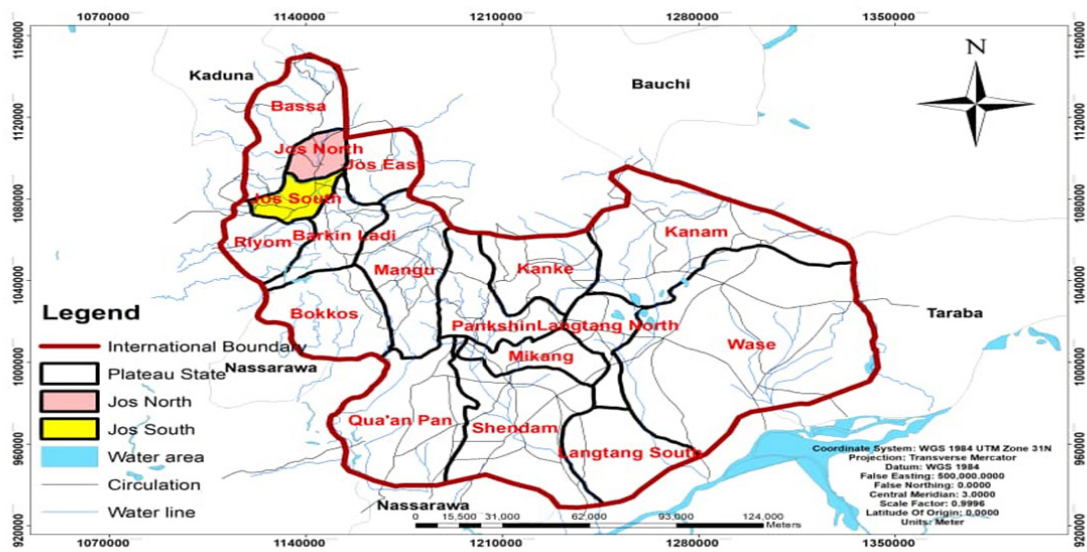 1070000 1140000 1210000 1280000 1350000
1160000 1160000
1120000 1120000
1080000 1080000
1040000 1040000
1000000 1000000
960000 960000
920000 920000
N
Kaduna
Bauchi
Bassa
Jos North
Jos East
Jos South
Kanam
Riyom
Barkin Ladi
Mangu
Kanke
Bokkos
Pankshin
Langtang North
Taraba
Mikang
Wase
Nassarawa
Qua'an Pan
Shendam
Langtang South
Nassarawa
Legend
International Boundary
Plateau State
Jos North
Jos South
Water area
Circulation
Water line
Coordinate System: WGS 1984 UTM Zone 31N
Projection: Transverse Mercator
Datum: WGS 1984
False Easting: 500,000.0000
False Northing: 0.0000
Central Meridian: 3.0000
Scale Factor: 0.9996
Latitude Of Origin: 0.0000
Units: Meter
0 15,500 31,000 62,000 93,000 124,000
Meters
1070000 1140000 1210000 1280000 1350000